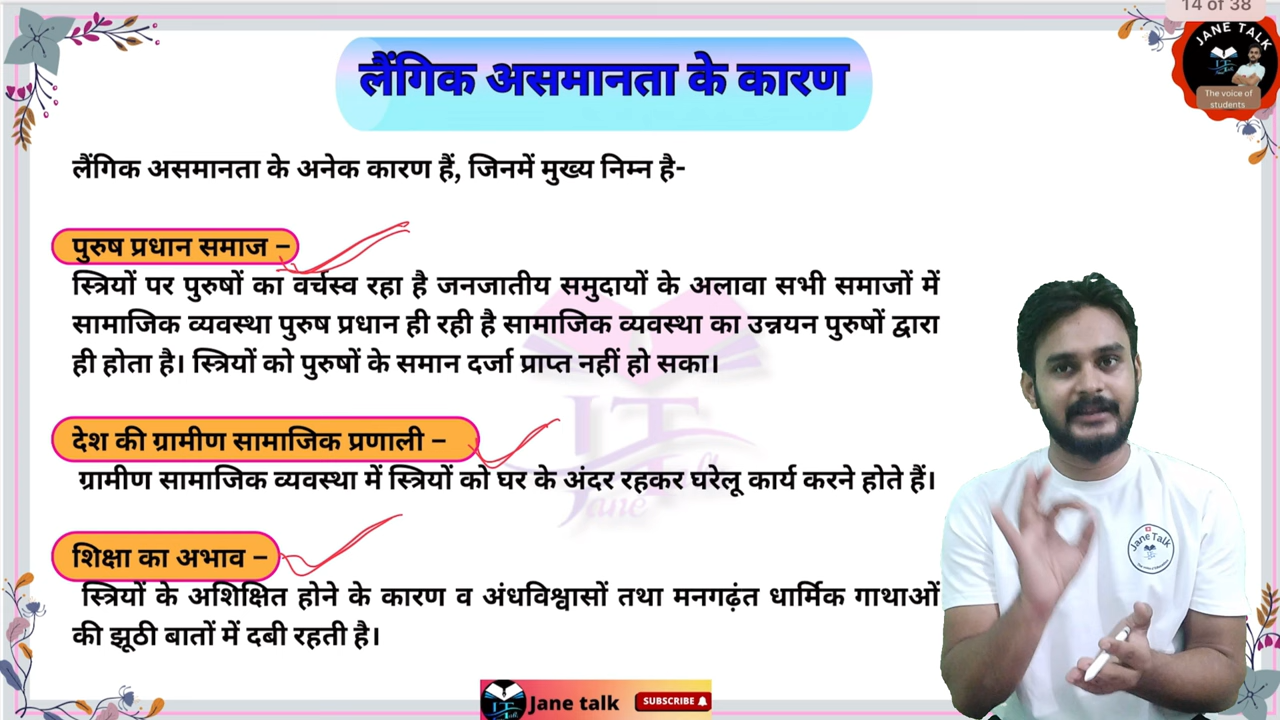 14 of 38
JANE TALK
The voice of
students
लैंगिक असमानता के कारण
लैंगिक असमानता के अनेक कारण हैं, जिनमें मुख्य निम्न है-
पुरुष प्रधान समाज –
स्त्रियों पर पुरुषों का वर्चस्व रहा है जनजातीय समुदायों के अलावा सभी समाजों में
सामाजिक व्यवस्था पुरुष प्रधान ही रही है सामाजिक व्यवस्था का उन्नयन पुरुषों द्वारा
ही होता है। स्त्रियों को पुरुषों के समान दर्जा प्राप्त नहीं हो सका।
देश की ग्रामीण सामाजिक प्रणाली –
ग्रामीण सामाजिक व्यवस्था में स्त्रियों को घर के अंदर रहकर घरेलू कार्य करने होते हैं।
शिक्षा का अभाव –
स्त्रियों के अशिक्षित होने के कारण व अंधविश्वासों तथा मनगढ़ंत धार्मिक गाथाओं
की झूठी बातों में दबी रहती है।
Jane Talk
Jane talk
SUBSCRIBE